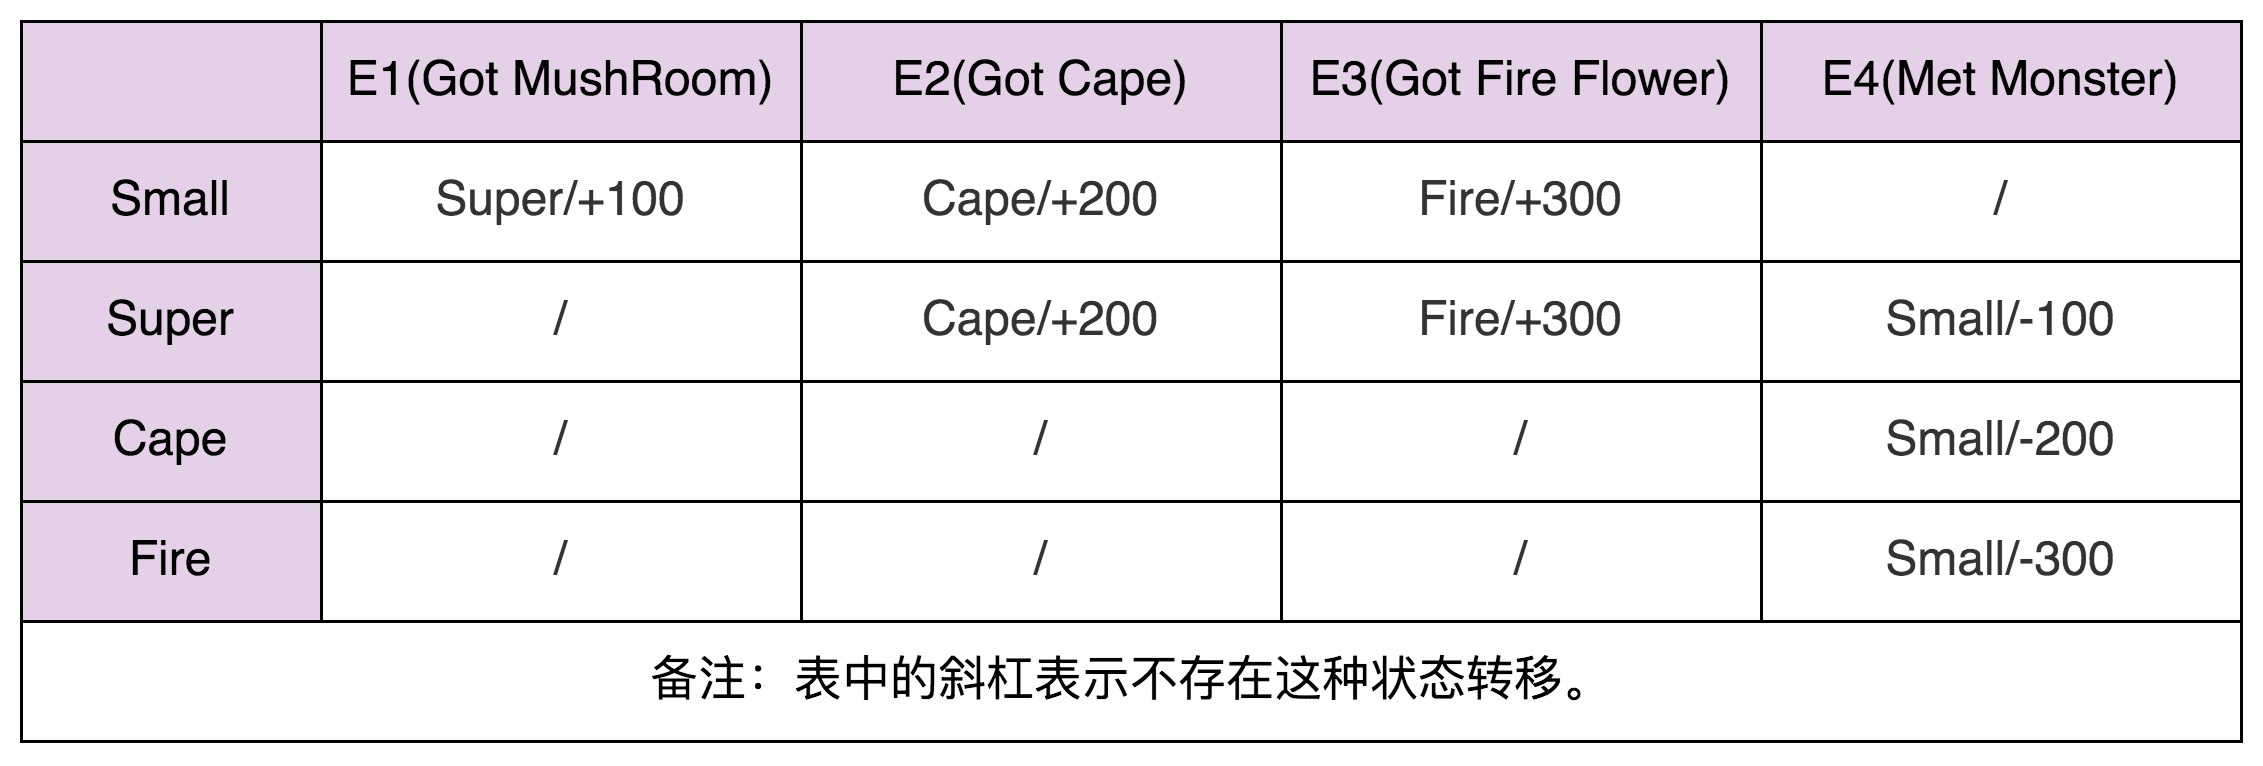 E1(Got MushRoom) E2(Got Cape) E3(Got Fire Flower) E4(Met Monster)
Small Super/+100 Cape/+200 Fire/+300 /
Super / Cape/+200 Fire/+300 Small/-100
Cape / / / Small/-200
Fire / / / Small/-300
备注：表中的斜杠表示不存在这种状态转移。